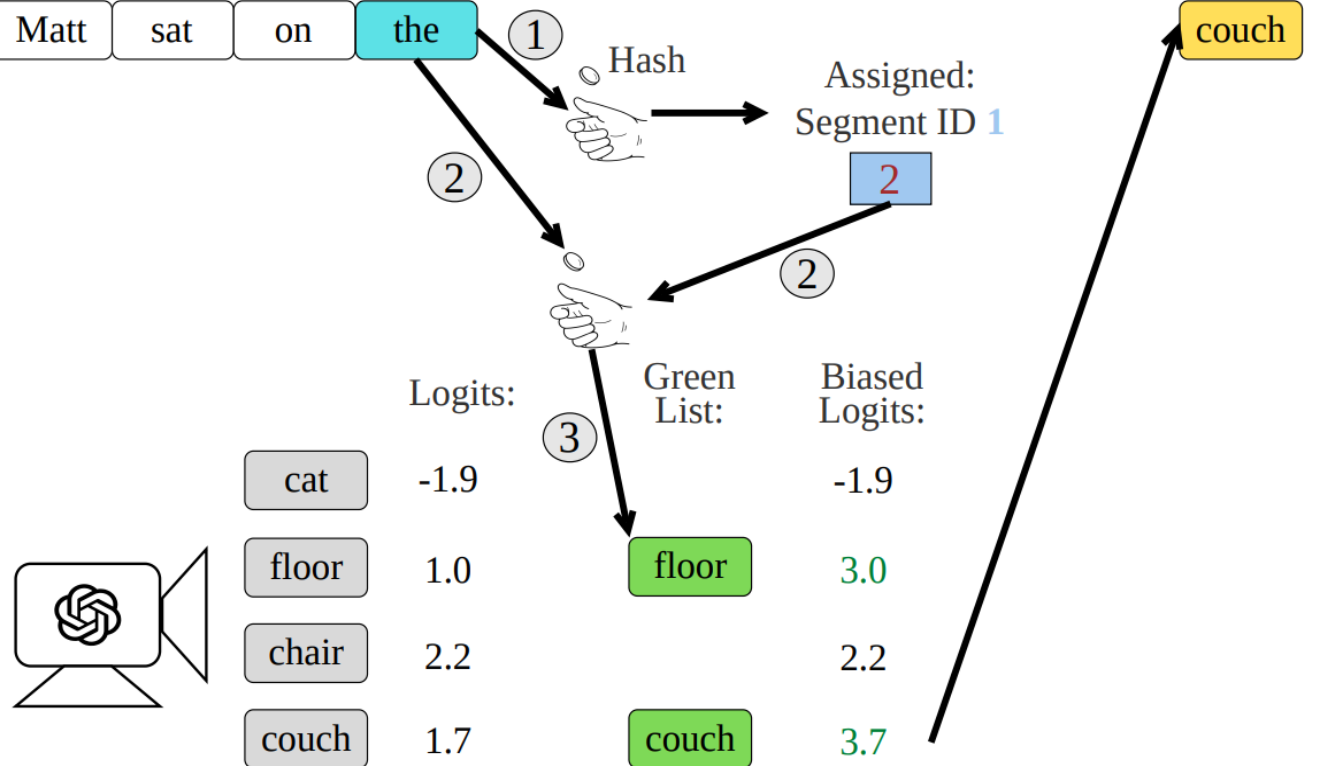 Matt sat on the couch
1
Hash
Assigned:
Segment ID 1
2
2
2
Logits:
Green
List:
Biased
Logits:
3
cat -1.9 -1.9
floor 1.0 floor 3.0
chair 2.2 2.2
couch 1.7 couch 3.7